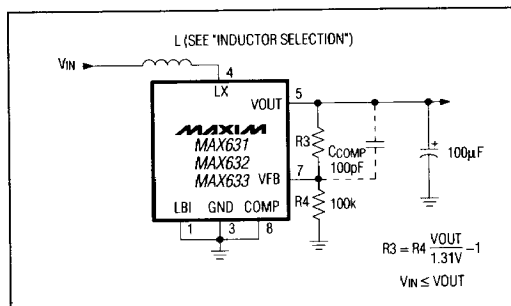 L (SEE "INDUCTOR SELECTION")
VIN
4
LX
VOUT
5
MAXIM
MAX631
MAX632
MAX633
R3
CCOMP
100pF
100µF
+
VFB
7
R4
100k
LBI GND COMP
1 3 8
R3 = R4 VOUT/1.31V -1
VIN ≤ VOUT